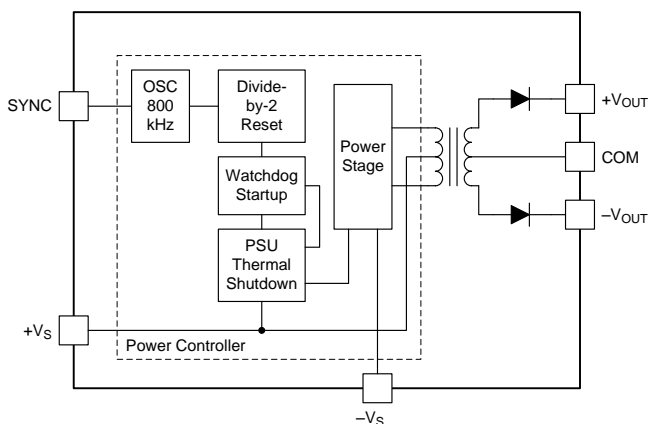 SYNC
OSC
800
kHz
Divide-
by-2
Reset
Watchdog
Startup
PSU
Thermal
Shutdown
Power
Stage
+VOUT
COM
–VOUT
+VS
Power Controller
–VS